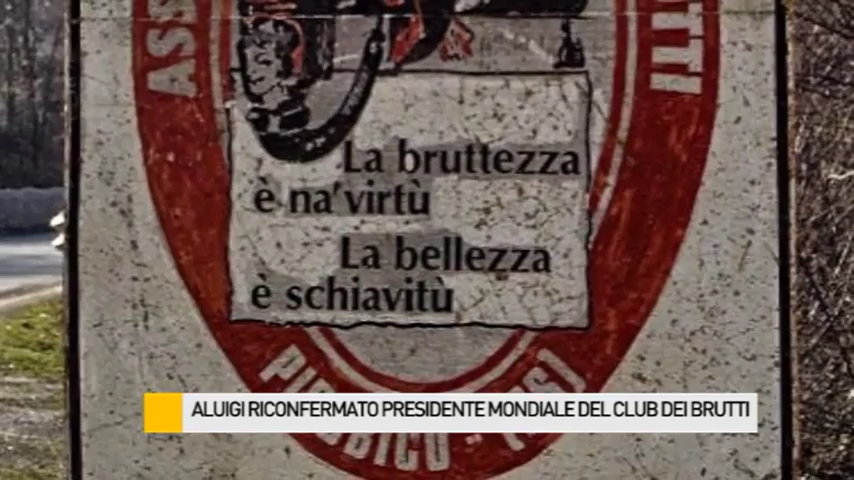 La bruttezza
è na'virtù
La bellezza
è schiavitù
ALUIGI RICONFERMATO PRESIDENTE MONDIALE DEL CLUB DEI BRUTTI